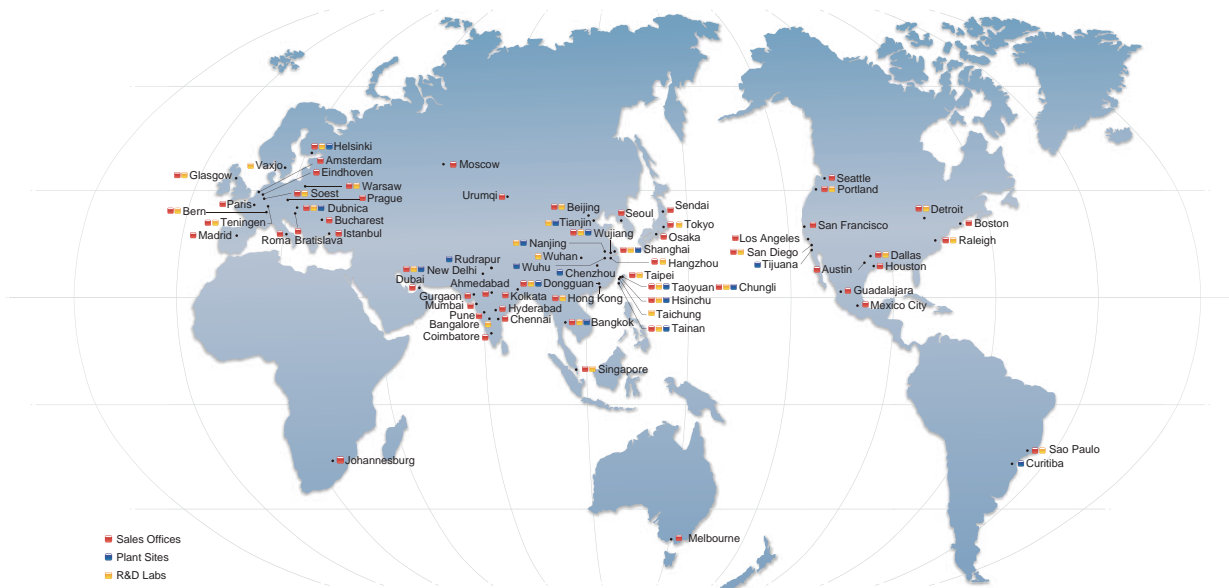 Helsinki
Amsterdam
Eindhoven
Vaxjo
Glasgow
Warsaw
Soest
Prague
Paris
Bern
Dubnica
Teningen
Bucharest
Madrid
Roma
Bratislava
Istanbul
Moscow
Urumqi
Beijing
Tianjin
Seoul
Sendai
Tokyo
Osaka
Wujiang
Nanjing
Shanghai
Wuhan
Hangzhou
Wuhu
Chenzhou
Rudrapur
New Delhi
Dubai
Ahmedabad
Dongguan
Taipei
Taoyuan
Chungli
Gurgaon
Kolkata
Hong Kong
Hsinchu
Mumbai
Hyderabad
Pune
Chennai
Taichung
Bangalore
Bangkok
Tainan
Coimbatore
Singapore
Johannesburg
Melbourne
Seattle
Portland
Detroit
Boston
San Francisco
Los Angeles
Raleigh
San Diego
Dallas
Tijuana
Austin
Houston
Guadalajara
Mexico City
Sao Paulo
Curitiba
Sales Offices
Plant Sites
R&D Labs